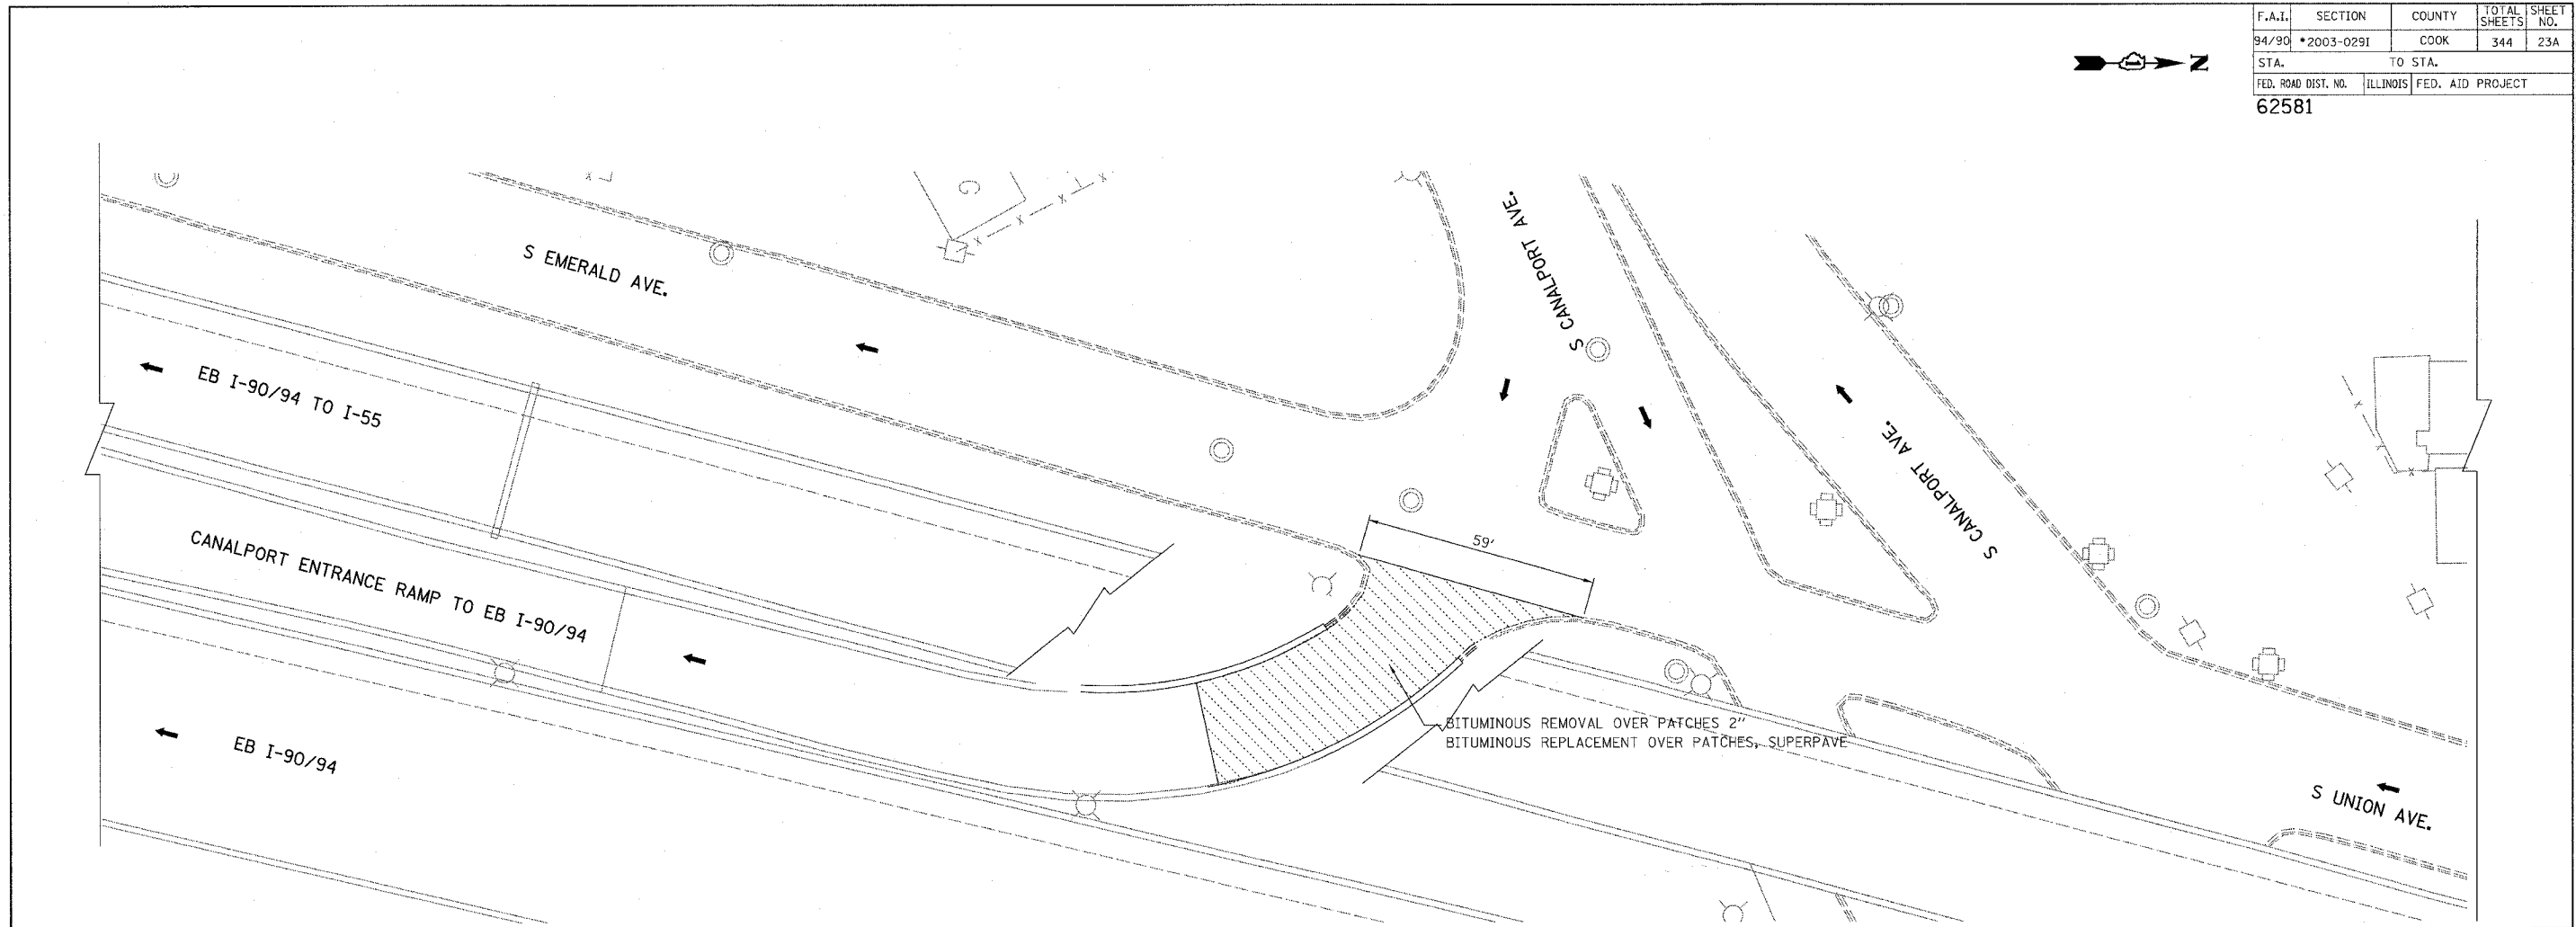 F.A.I. SECTION COUNTY TOTAL SHEETS SHEET NO.
94/90 *2003-029I COOK 344 23A
STA. TO STA.
FED. ROAD DIST. NO. ILLINOIS FED. AID PROJECT
62581
N
G
S CANALPORT AVE.
S EMERALD AVE.
EB I-90/94 TO I-55
S CANALPORT AVE.
59'
CANALPORT ENTRANCE RAMP TO EB I-90/94
BITUMINOUS REMOVAL OVER PATCHES 2"
BITUMINOUS REPLACEMENT OVER PATCHES, SUPERPAVE
EB I-90/94
S UNION AVE.